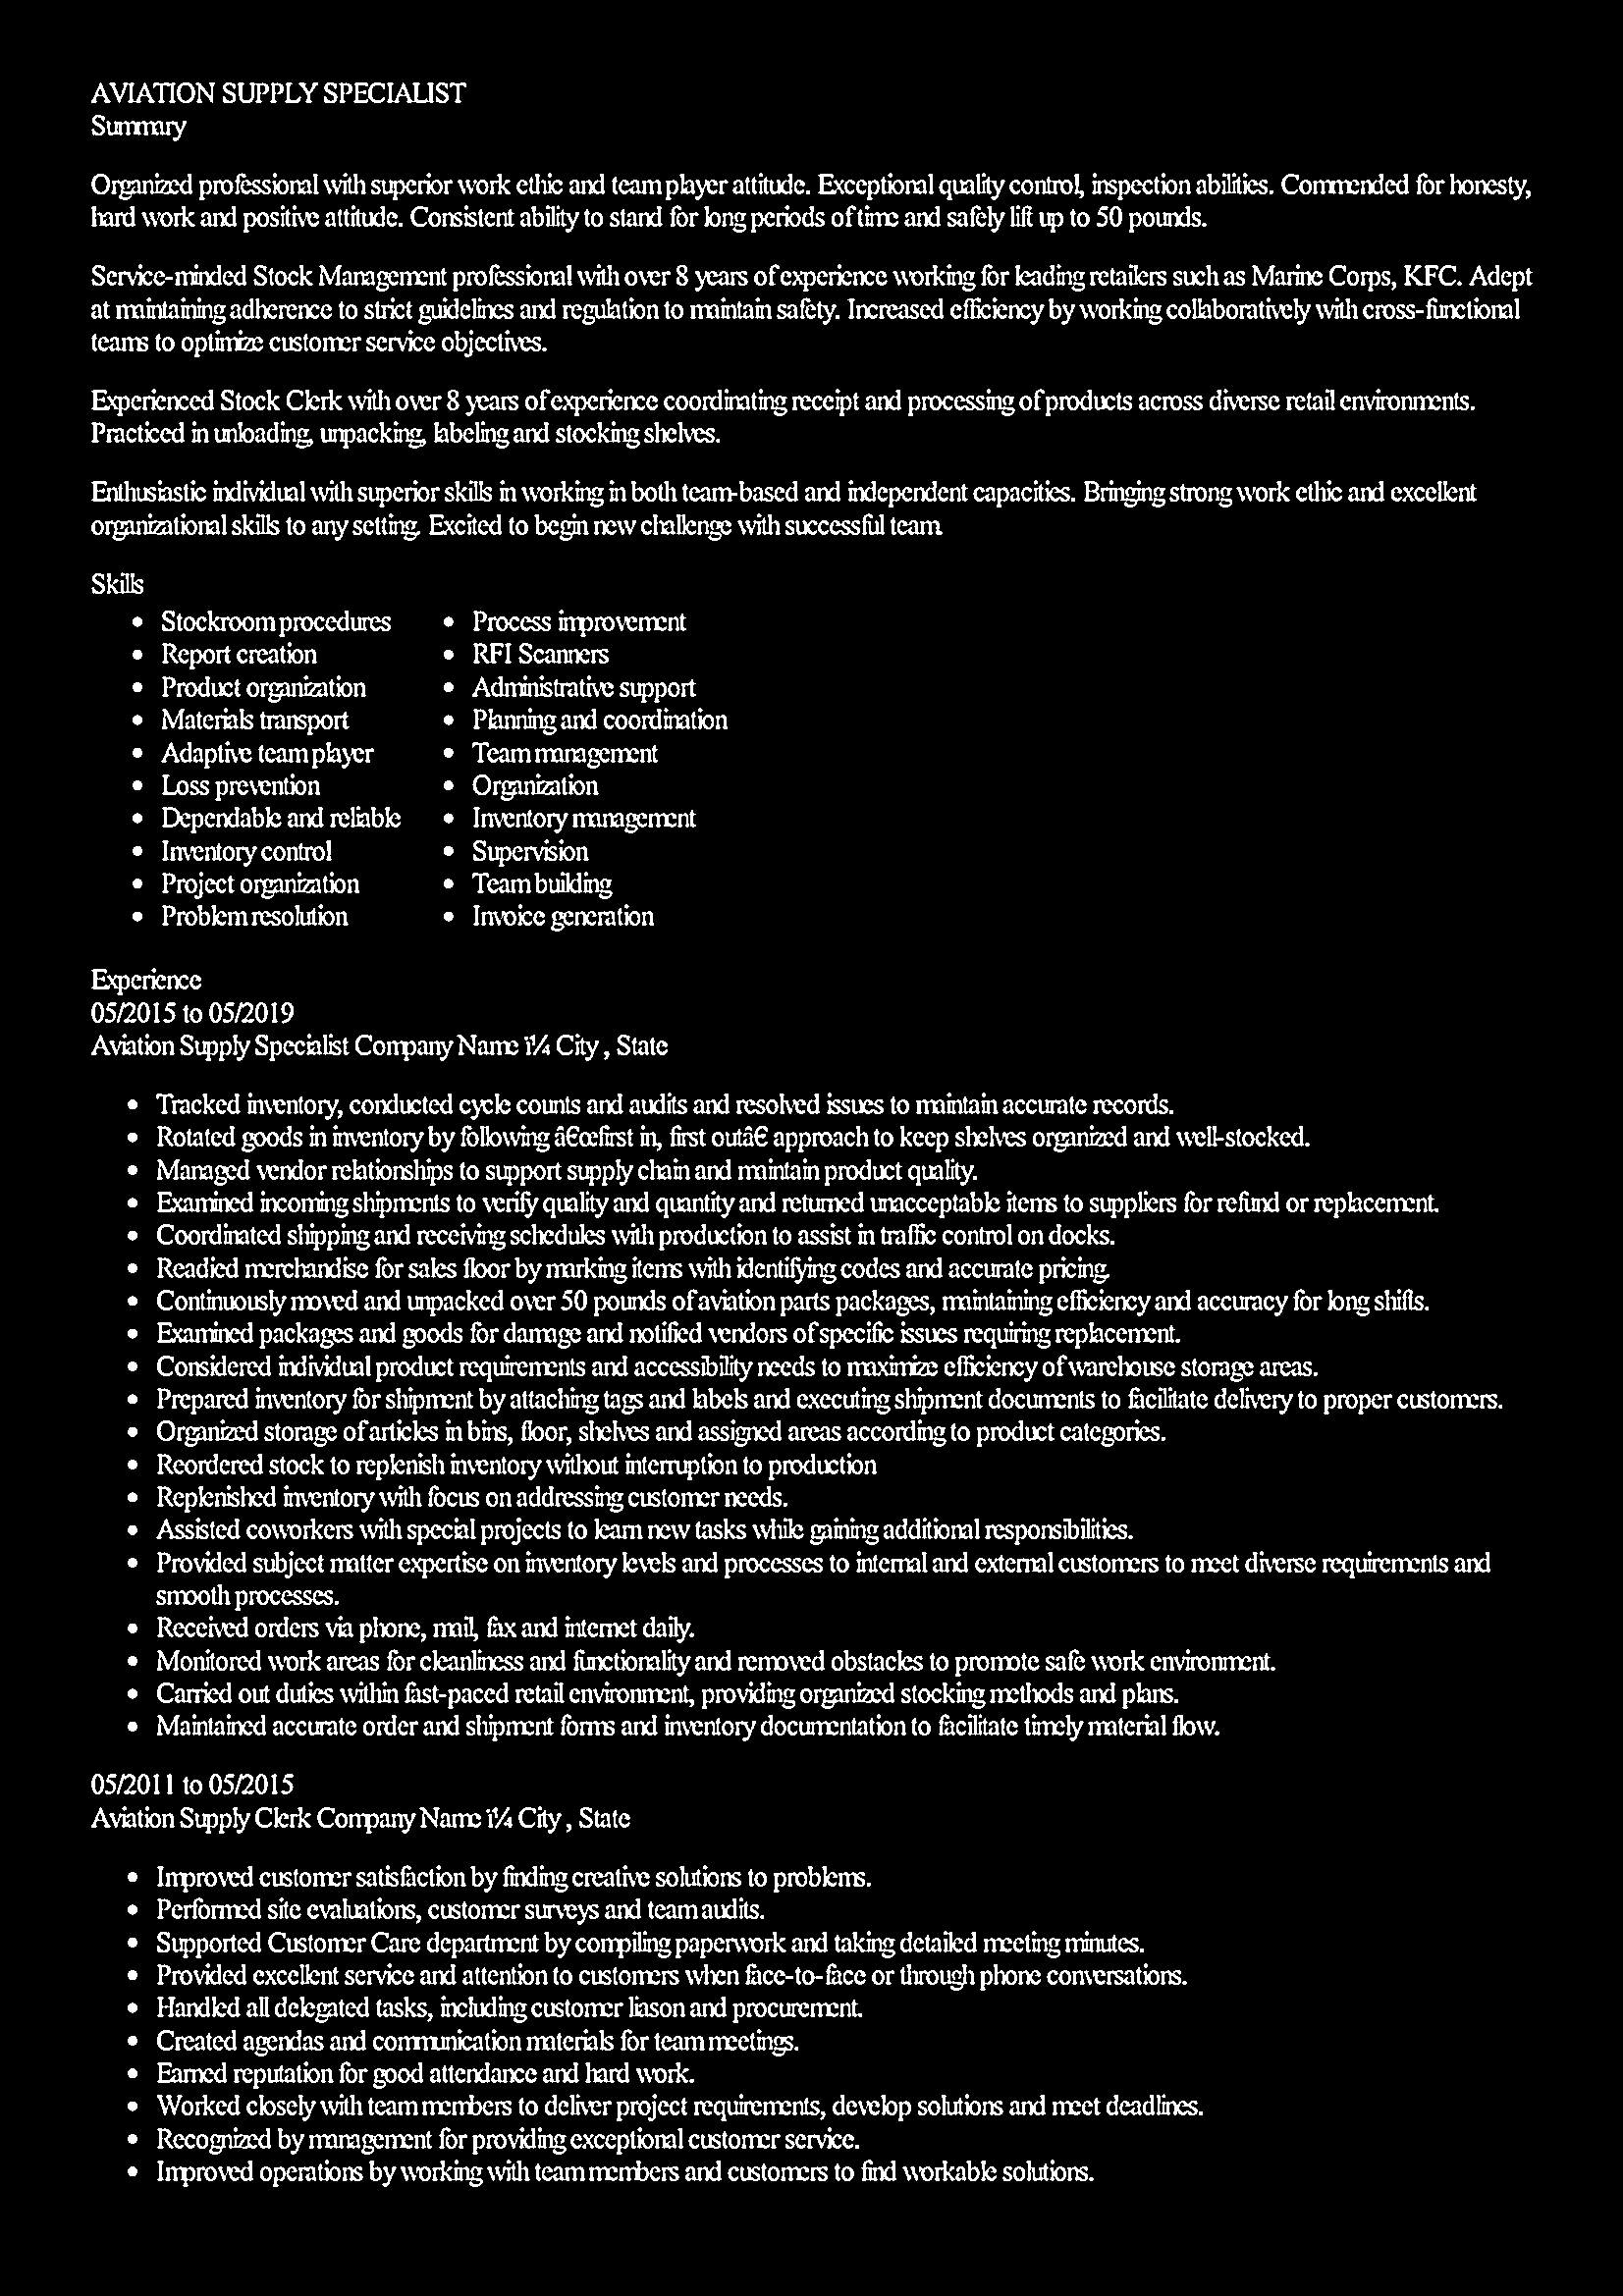 AVIATION SUPPLY SPECIALIST
Summary
Organized professional with superior work ethic and team player attitude. Exceptional quality control, inspection abilities. Commended for honesty,
hard work and positive attitude. Consistent ability to stand for long periods of time and safely lift up to 50 pounds.
Service-minded Stock Management professional with over 8 years of experience working for leading retailers such as Marine Corps, KFC. Adept
at maintaining adherence to strict guidelines and regulation to maintain safety. Increased efficiency by working collaboratively with cross-functional
teams to optimize customer service objectives.
Experienced Stock Clerk with over 8 years of experience coordinating receipt and processing of products across diverse retail environments.
Practiced in unloading, unpacking, labeling and stocking shelves.
Enthusiastic individual with superior skills in working in both team-based and independent capacities. Bringing strong work ethic and excellent
organizational skills to any setting. Excited to begin new challenge with successful team.
Skills
• Stockroom procedures
• Report creation
• Product organization
• Materials transport
• Adaptive team player
• Loss prevention
• Dependable and reliable
• Inventory control
• Project organization
• Problem resolution
• Process improvement
• RFI Scanners
• Administrative support
• Planning and coordination
• Team management
• Organization
• Inventory management
• Supervision
• Team building
• Invoice generation
Experience
05/2015 to 05/2019
Aviation Supply Specialist Company Name ï¼ City , State
• Tracked inventory, conducted cycle counts and audits and resolved issues to maintain accurate records.
• Rotated goods in inventory by following â€œfirst in, first outâ€ approach to keep shelves organized and well-stocked.
• Managed vendor relationships to support supply chain and maintain product quality.
• Examined incoming shipments to verify quality and quantity and returned unacceptable items to suppliers for refund or replacement.
• Coordinated shipping and receiving schedules with production to assist in traffic control on docks.
• Readied merchandise for sales floor by marking items with identifying codes and accurate pricing.
• Continuously moved and unpacked over 50 pounds of aviation parts packages, maintaining efficiency and accuracy for long shifts.
• Examined packages and goods for damage and notified vendors of specific issues requiring replacement.
• Considered individual product requirements and accessibility needs to maximize efficiency of warehouse storage areas.
• Prepared inventory for shipment by attaching tags and labels and executing shipment documents to facilitate delivery to proper customers.
• Organized storage of articles in bins, floor, shelves and assigned areas according to product categories.
• Reordered stock to replenish inventory without interruption to production
• Replenished inventory with focus on addressing customer needs.
• Assisted coworkers with special projects to learn new tasks while gaining additional responsibilities.
• Provided subject matter expertise on inventory levels and processes to internal and external customers to meet diverse requirements and
smooth processes.
• Received orders via phone, mail, fax and internet daily.
• Monitored work areas for cleanliness and functionality and removed obstacles to promote safe work environment.
• Carried out duties within fast-paced retail environment, providing organized stocking methods and plans.
• Maintained accurate order and shipment forms and inventory documentation to facilitate timely material flow.
05/2011 to 05/2015
Aviation Supply Clerk Company Name ï¼ City , State
• Improved customer satisfaction by finding creative solutions to problems.
• Performed site evaluations, customer surveys and team audits.
• Supported Customer Care department by compiling paperwork and taking detailed meeting minutes.
• Provided excellent service and attention to customers when face-to-face or through phone conversations.
• Handled all delegated tasks, including customer liason and procurement.
• Created agendas and communication materials for team meetings.
• Earned reputation for good attendance and hard work.
• Worked closely with team members to deliver project requirements, develop solutions and meet deadlines.
• Recognized by management for providing exceptional customer service.
• Improved operations by working with team members and customers to find workable solutions.